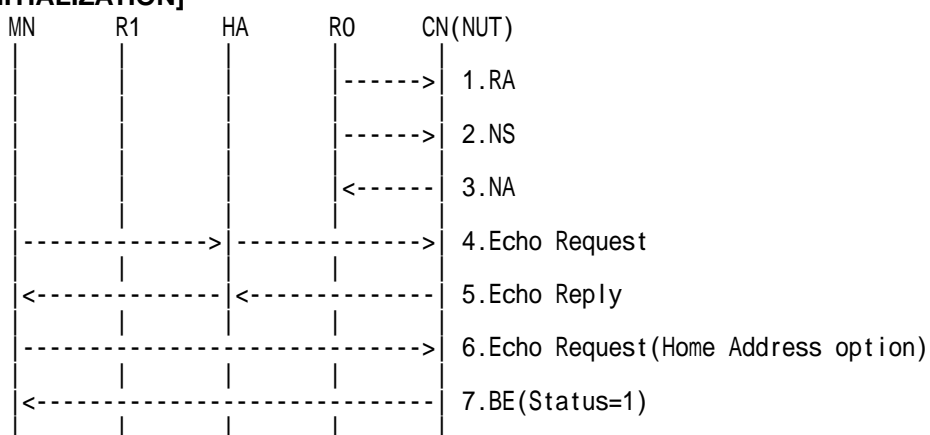 NITIALIZATION]
MN R1 HA R0 CN(NUT)
1.RA
2.NS
3.NA
4.Echo Request
5.Echo Reply
6.Echo Request(Home Address option)
7.BE(Status=1)